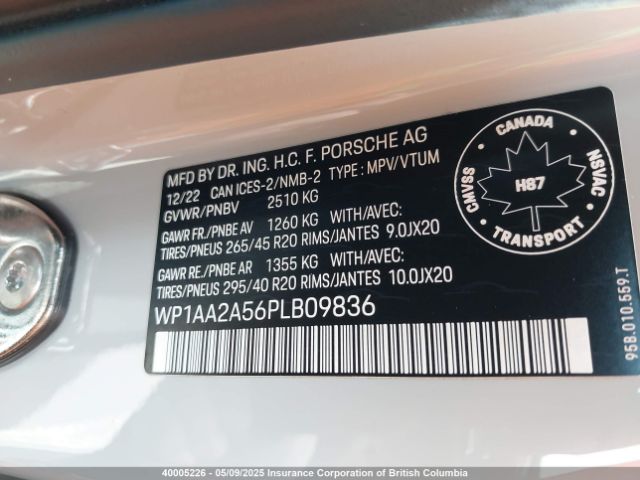 MFD BY DR. ING. H.C. F. PORSCHE AG
12/22 CAN ICES-2/NMB-2 TYPE : MPV/VTUM
GVWR/PNBV 2510 KG
GAWR FR./PNBE AV 1260 KG WITH/AVEC:
TIRES/PNEUS 265/45 R20 RIMS/JANTES 9.0JX20
GAWR RE./PNBE AR 1355 KG WITH/AVEC:
TIRES/PNEUS 295/40 R20 RIMS/JANTES 10.0JX20
WP1AA2A56PLB09836
CANADA
CMVSS
NSVAC
H87
TRANSPORT
95B.010.559.T
40005226 - 05/09/2025 Insurance Corporation of British Columbia